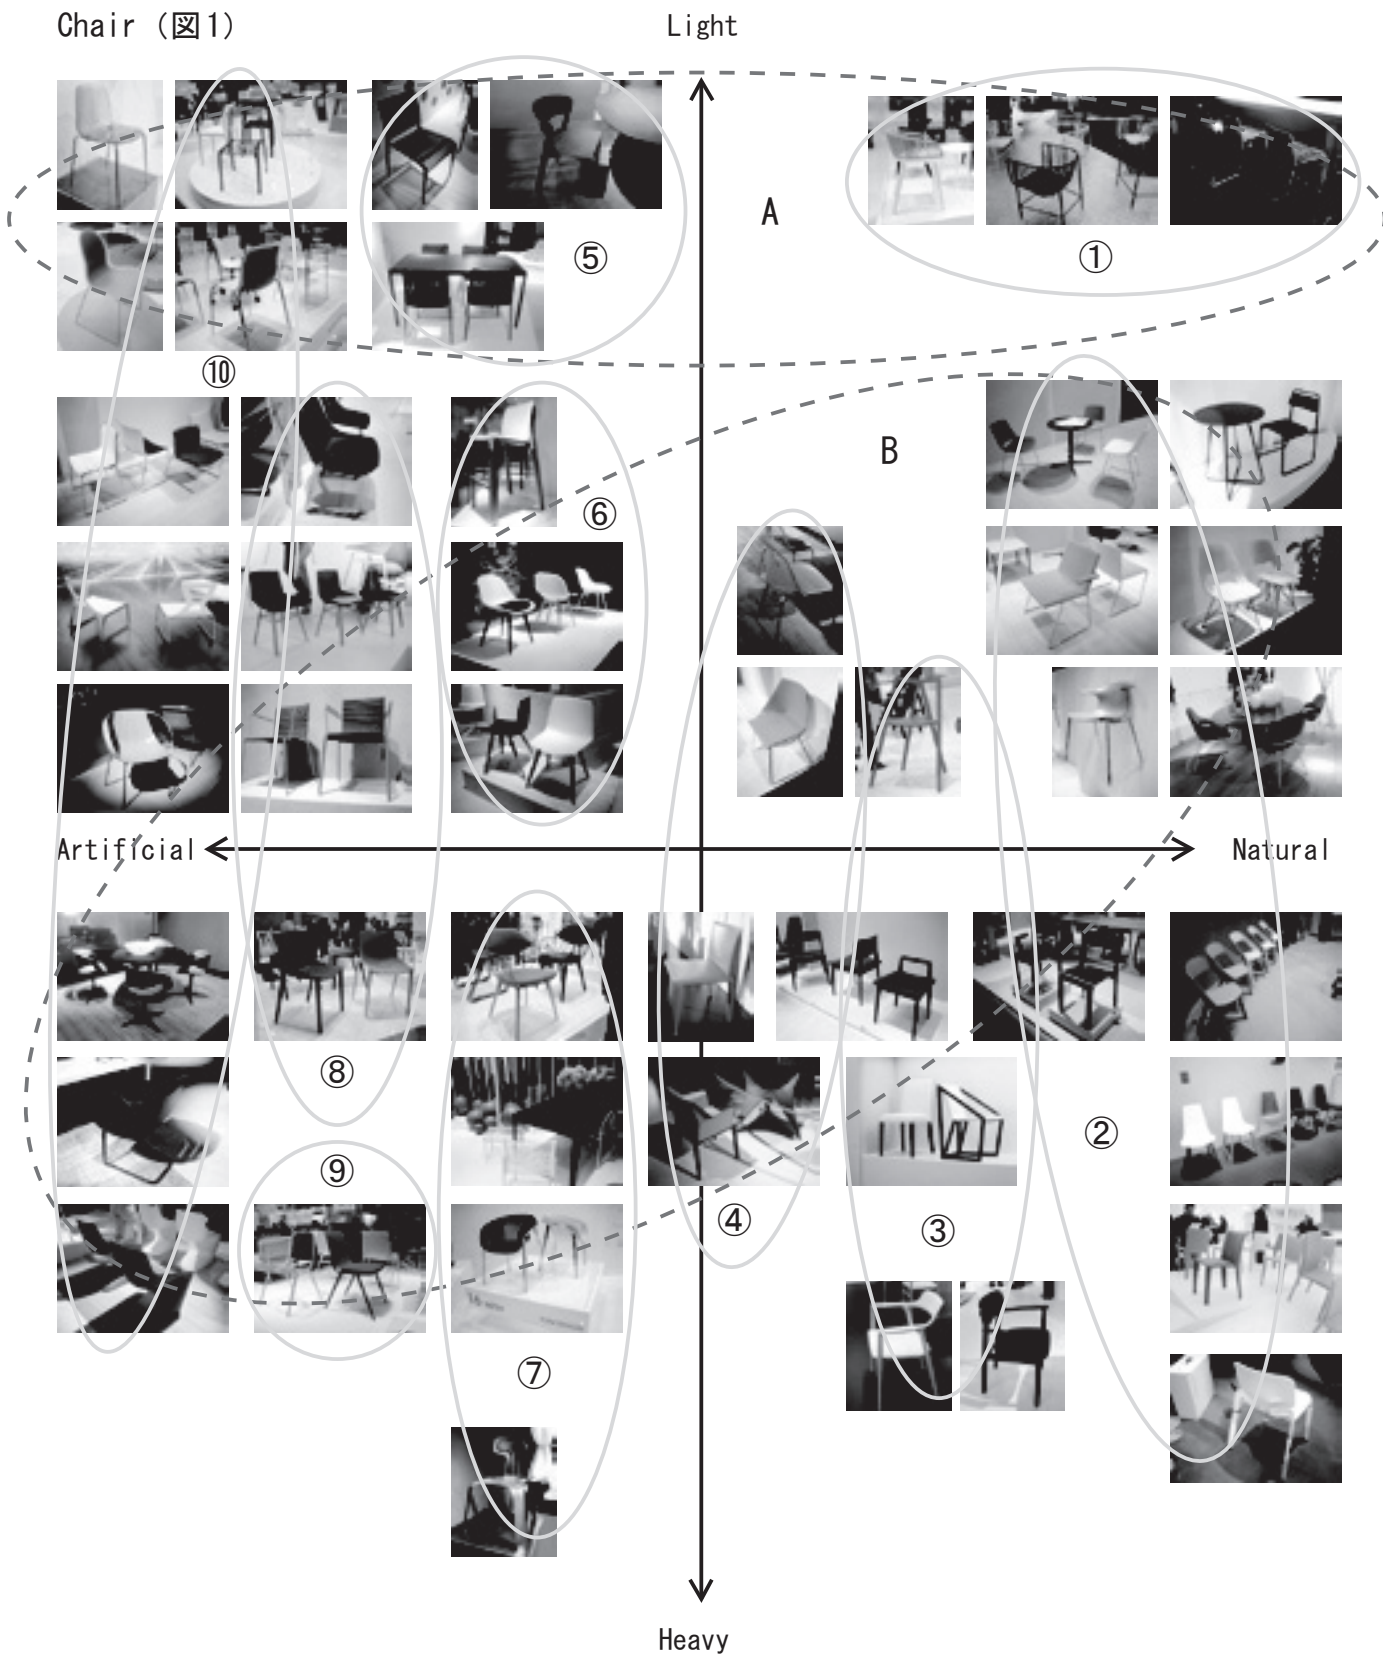 Chair (図1)
Light
A
⑤
①
⑩
B
⑥
Artificial
Natural
⑧
②
⑨
④
③
⑦
Heavy